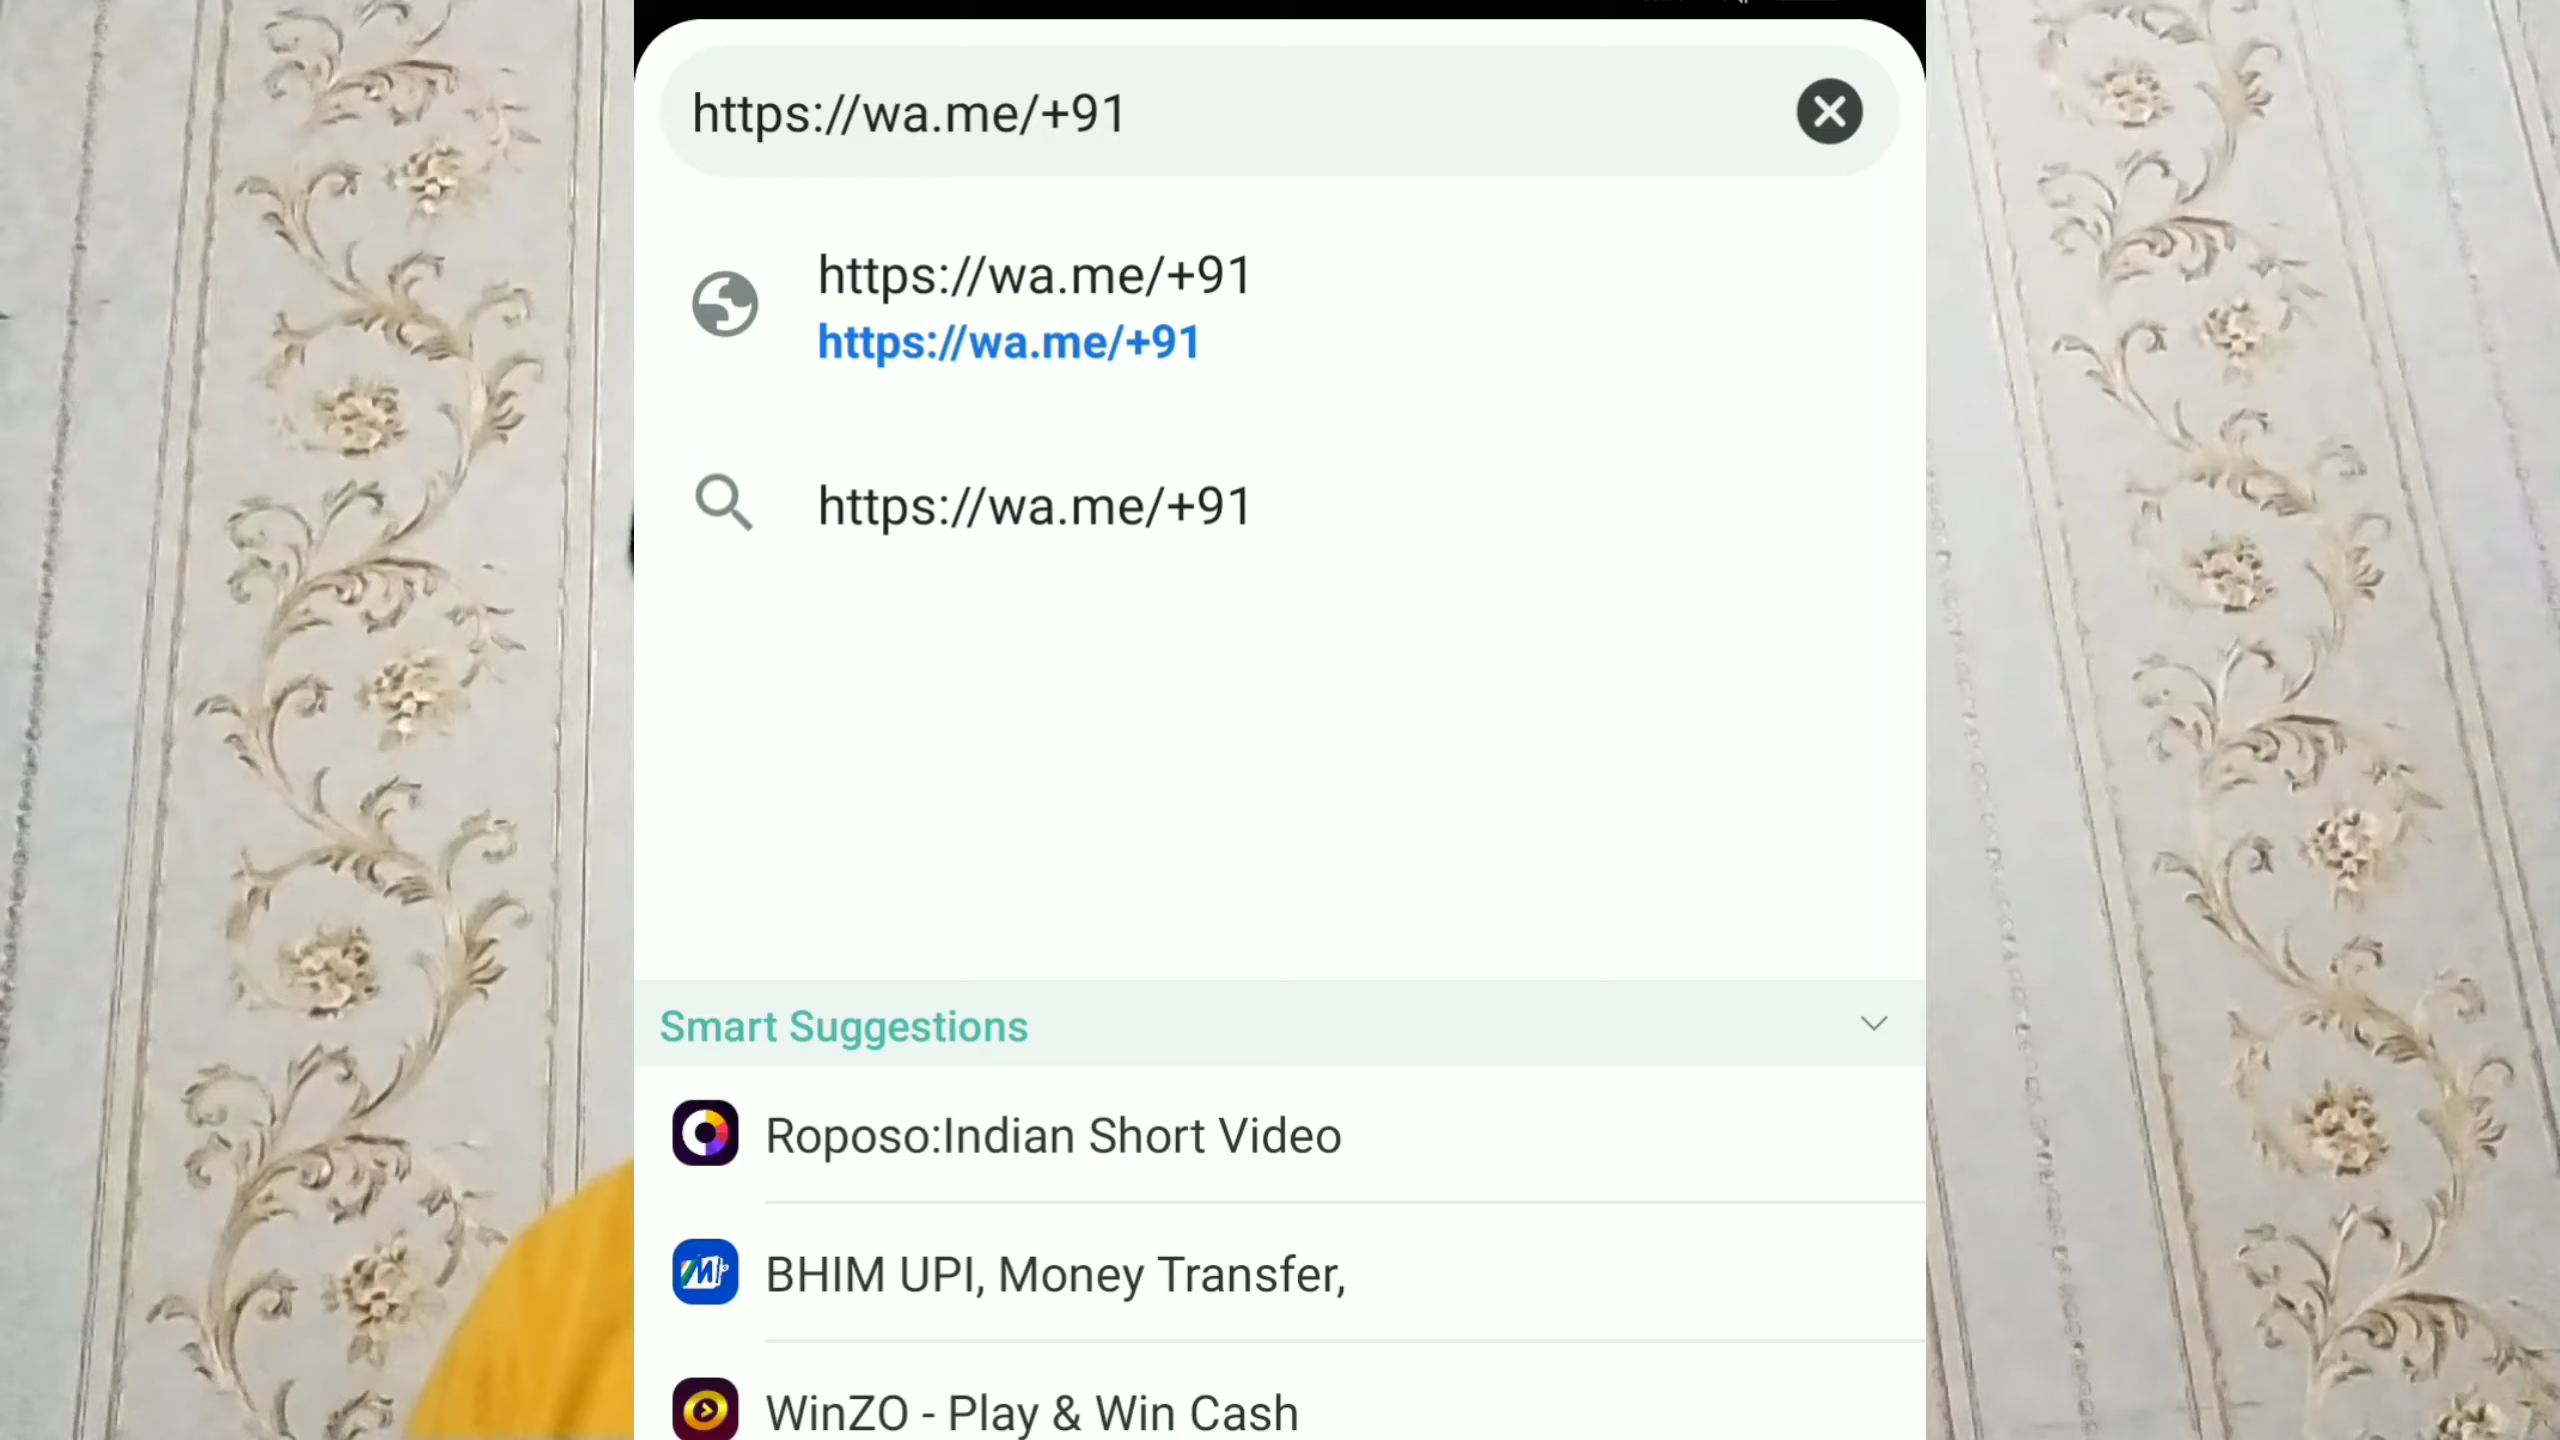 https://wa.me/+91
https://wa.me/+91
https://wa.me/+91
https://wa.me/+91
Smart Suggestions
Roposo:Indian Short Video
BHIM UPI, Money Transfer,
WinZO - Play & Win Cash